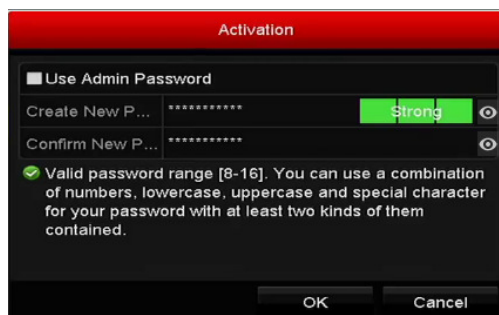 Activation
Use Admin Password
Create New P... *********** Strong
Confirm New P... ***********
Valid password range [8-16]. You can use a combination
of numbers, lowercase, uppercase and special character
for your password with at least two kinds of them
contained.
OK Cancel